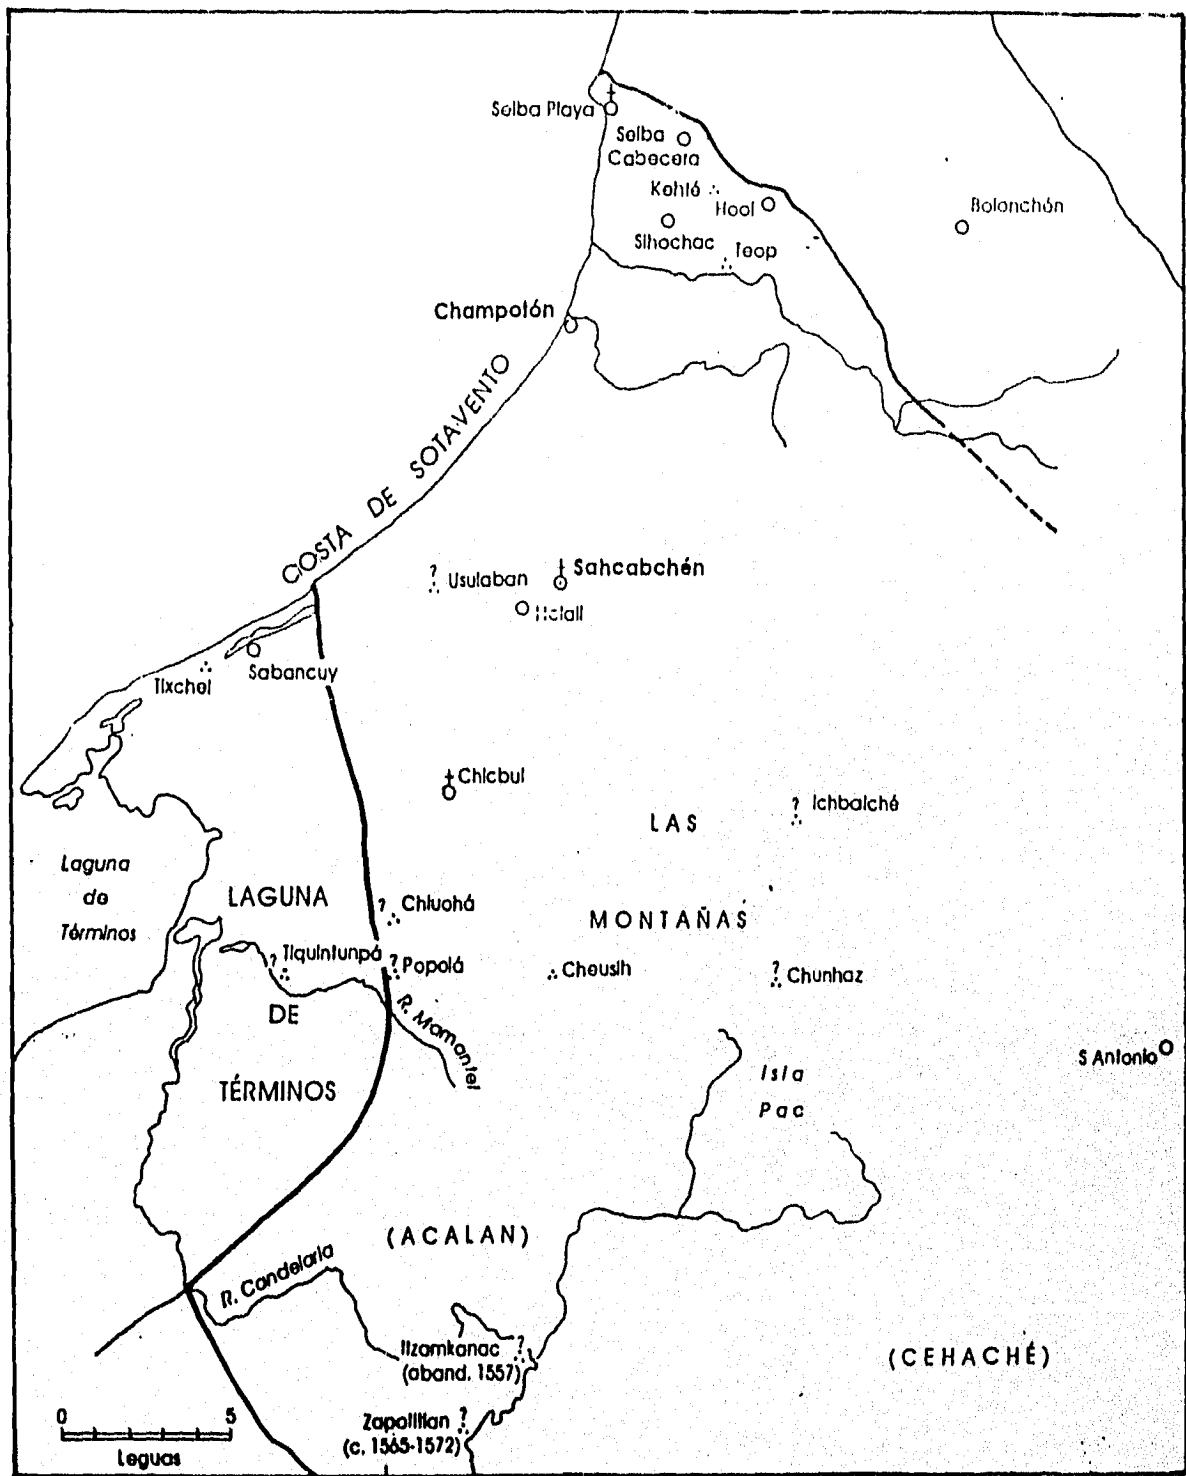 Seiba Playa
Seiba
Cabecera
Kehté
Hool
Sihochac
Teop
Bolonchén
Champotón
COSTA DE SOTAVENTO
? Usulaban
Sahcabchén
Holail
Tixchel
Sabancuy
Chicbul
LAS
? Ichbalché
Laguna
de
Términos
LAGUNA
? Chiuohá
MONTAÑAS
? Tiquintunpá
? Popolá
Cheusih
? Chunhaz
DE
R. Mamantel
S Antonio
Isla
Pac
TÉRMINOS
(ACALAN)
R. Candelaria
Itzamkanac ?
(aband. 1557)
(CEHACHÉ)
Zapotitlan ?
(c. 1565-1572)
0 5
Leguas